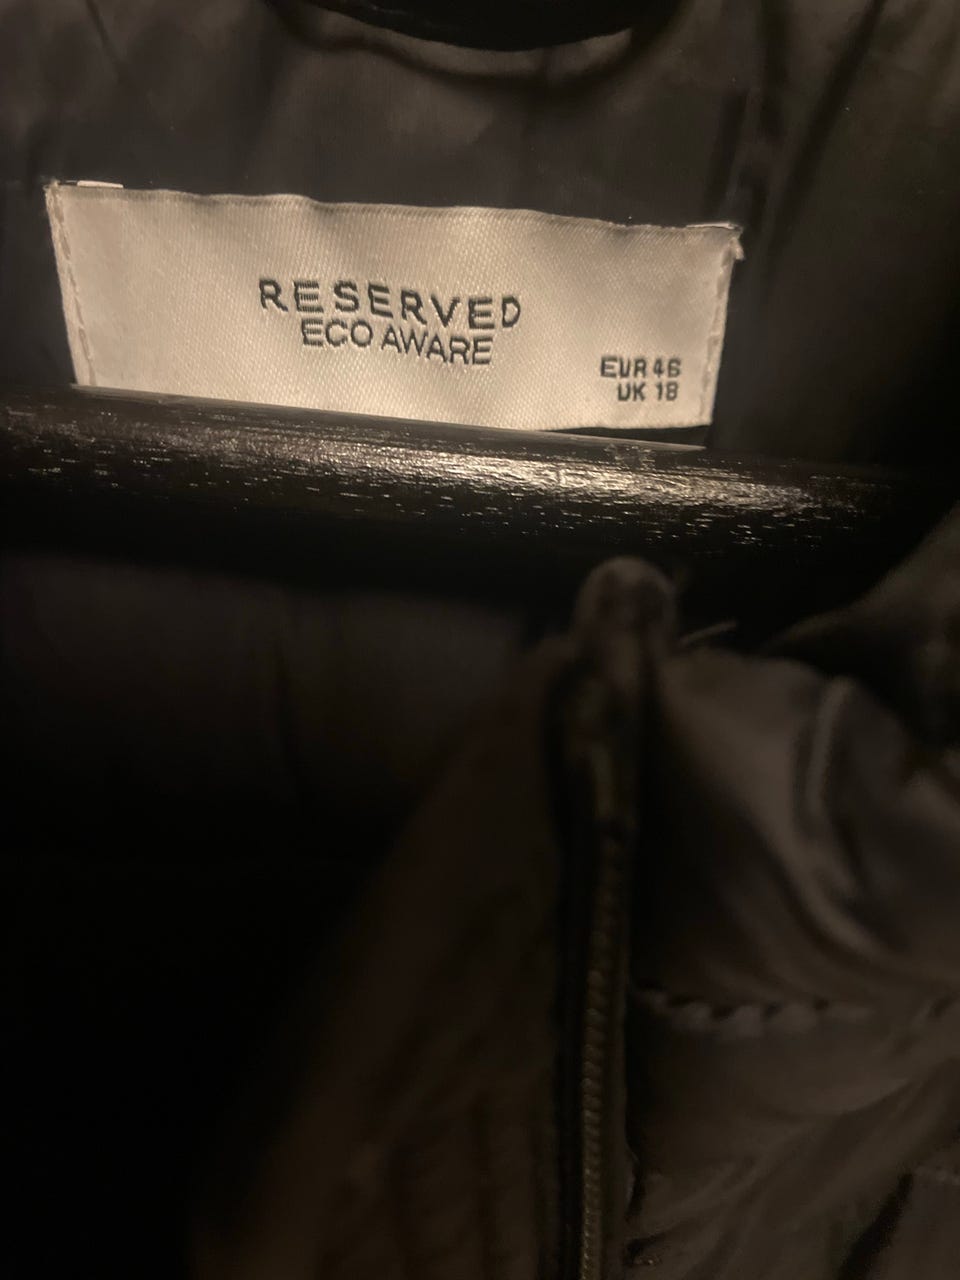 RESERVED
ECO AWARE
EUR 46
UK 18